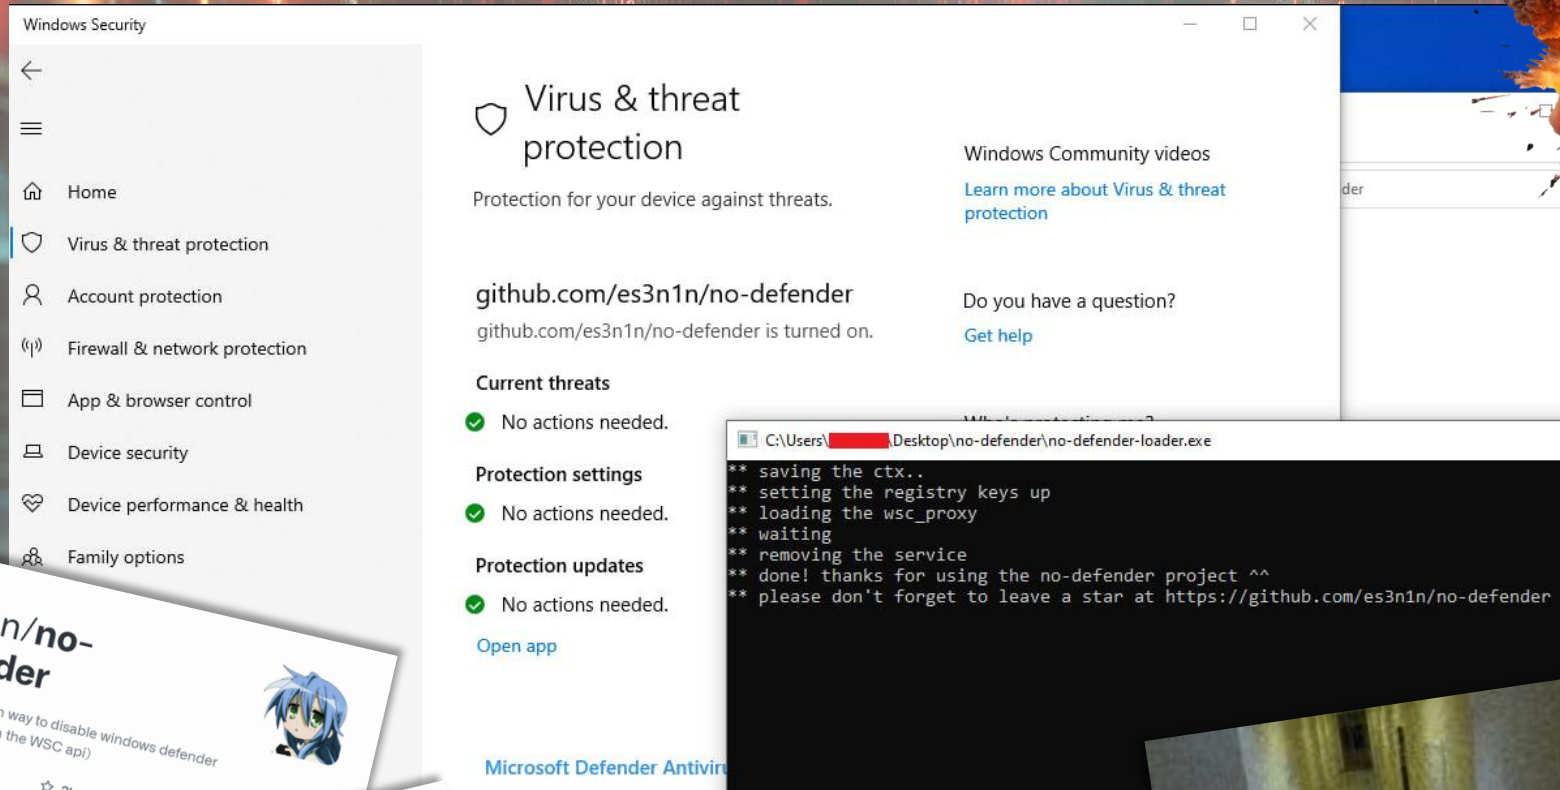 Windows Security
Home
Virus & threat protection
Account protection
Firewall & network protection
App & browser control
Device security
Device performance & health
Family options
Virus & threat
protection
Protection for your device against threats.
github.com/es3n1n/no-defender
github.com/es3n1n/no-defender is turned on.
Current threats
No actions needed.
Protection settings
No actions needed.
Protection updates
No actions needed.
Open app
Microsoft Defender Antiviru
Windows Community videos
Learn more about Virus & threat
protection
Do you have a question?
Get help
Who's protecting me?
der
C:\Users\ \Desktop\no-defender\no-defender-loader.exe
** saving the ctx..
** setting the registry keys up
** loading the wsc_proxy
** waiting
** removing the service
** done! thanks for using the no-defender project ^^
** please don't forget to leave a star at https://github.com/es3n1n/no-defender
n/no-
der
way to disable windows defender
the WSC api)